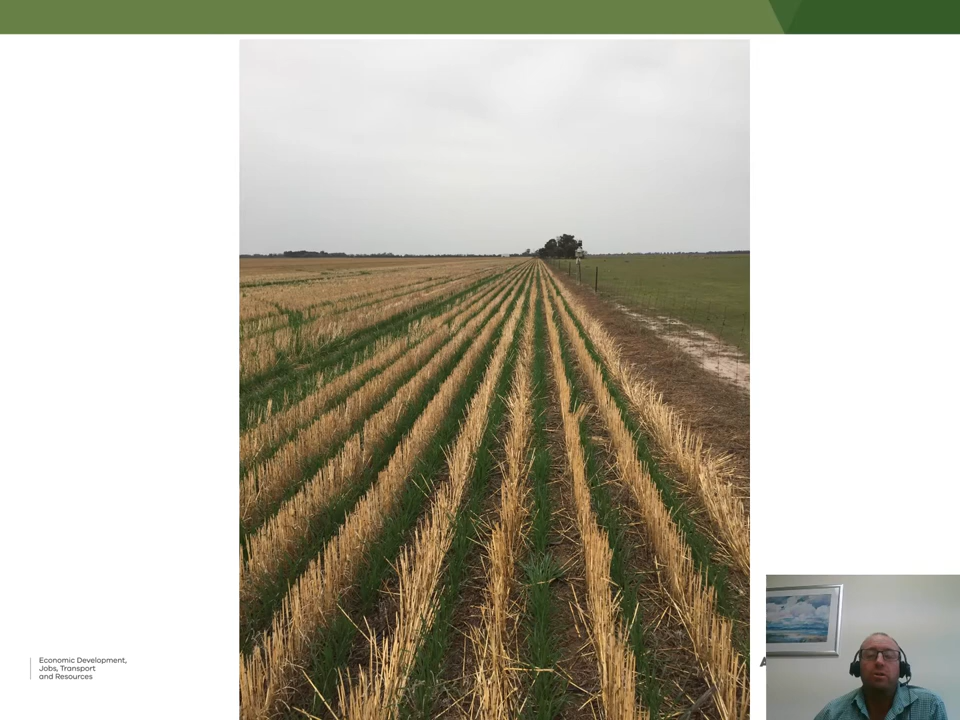 Economic Development,
Jobs, Transport
and Resources